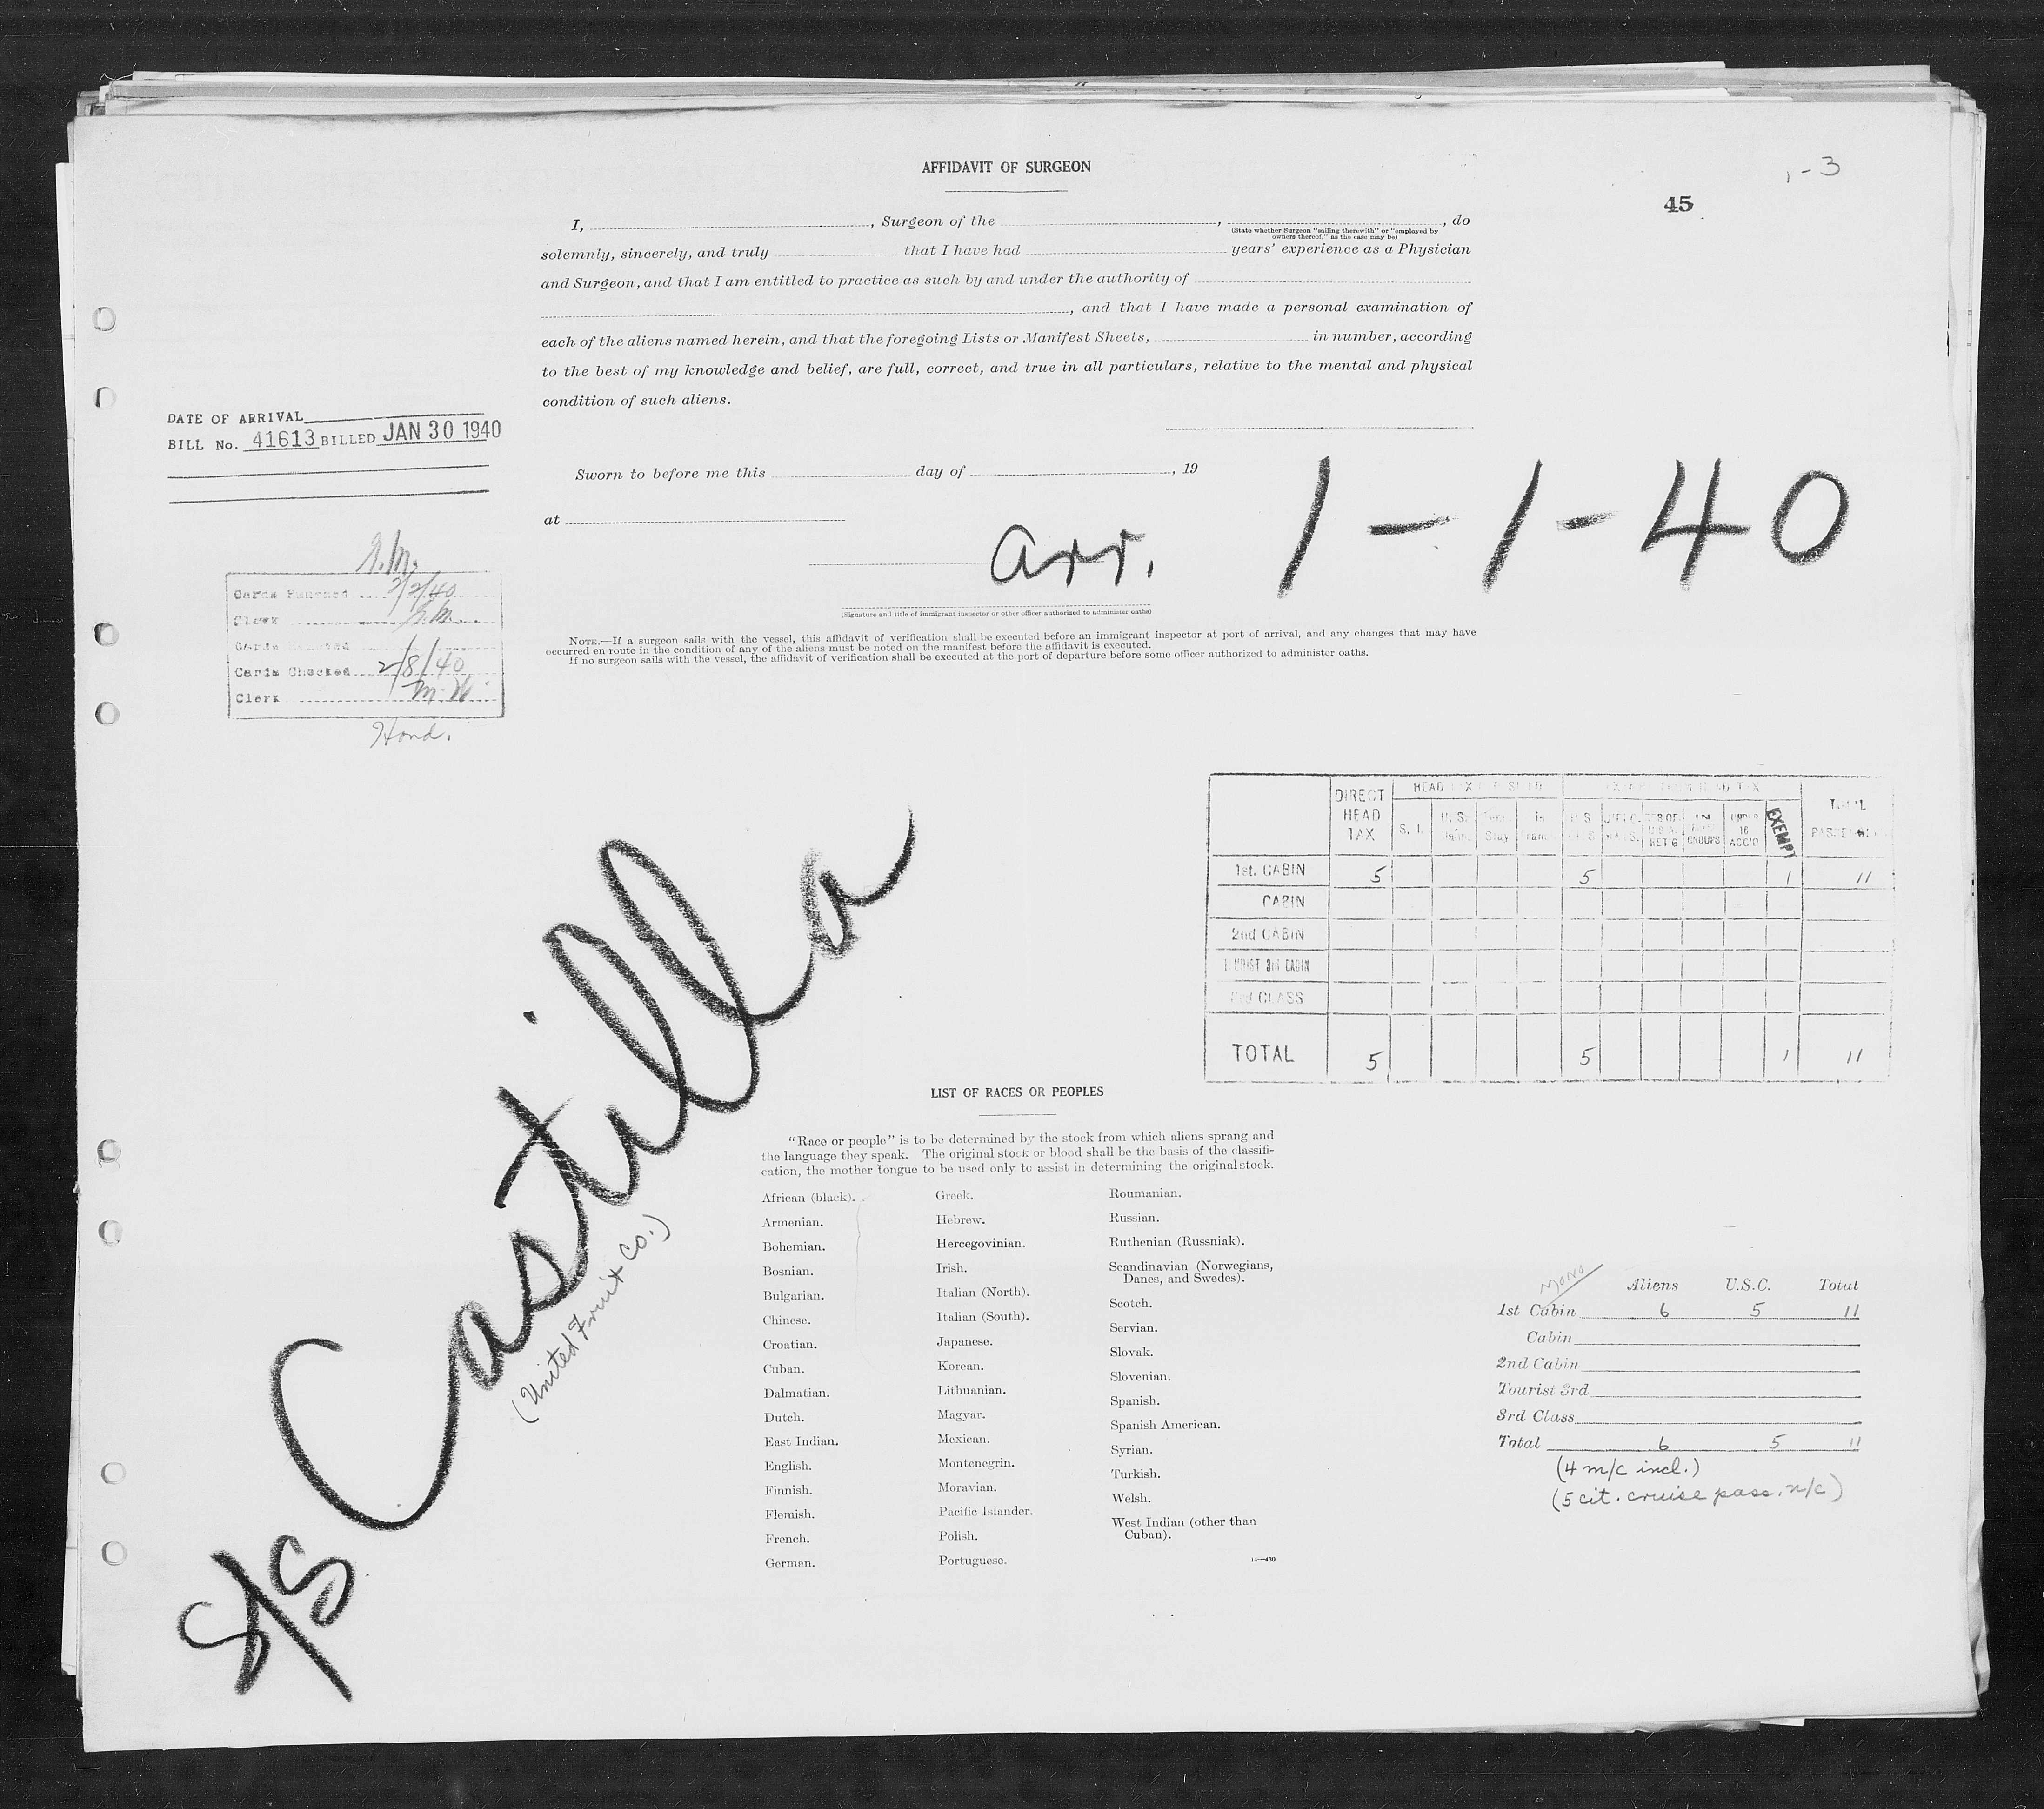 AFFIDAVIT OF SURGEON
1-3
45
I, , Surgeon of the , , do
(State whether Surgeon "sailing therewith" or "employed by
owners thereof," as the case may be)
solemnly, sincerely, and truly that I have had years' experience as a Physician
and Surgeon, and that I am entitled to practice as such by and under the authority of
, and that I have made a personal examination of
each of the aliens named herein, and that the foregoing Lists or Manifest Sheets, in number, according
to the best of my knowledge and belief, are full, correct, and true in all particulars, relative to the mental and physical
condition of such aliens.
DATE OF ARRIVAL
BILL No. 41613 BILLED JAN 30 1940
Sworn to before me this day of , 19
at
arr. 1-1-40
(Signature and title of immigrant inspector or other officer authorized to administer oaths)
NOTE.—If a surgeon sails with the vessel, this affidavit of verification shall be executed before an immigrant inspector at port of arrival, and any changes that may have
occurred en route in the condition of any of the aliens must be noted on the manifest before the affidavit is executed.
If no surgeon sails with the vessel, the affidavit of verification shall be executed at the port of departure before some officer authorized to administer oaths.
Cards Punched 2/2/40
Clerk
Cards
Cards Checked 2/8/40
Clerk
Hond.
DIRECT HEAD TAX
HEAD TAX
S. I.
Stay
16
ACC'D
EXEMPT
TOTAL
1st. CABIN 5 5 1 11
CABIN
2nd CABIN
TOURIST 3rd CABIN
3rd CLASS
TOTAL 5 5 1 11
S/S Castilla
(United Fruit Co.)
LIST OF RACES OR PEOPLES
"Race or people" is to be determined by the stock from which aliens sprang and
the language they speak. The original stock or blood shall be the basis of the classifi-
cation, the mother tongue to be used only to assist in determining the original stock.
African (black).
Armenian.
Bohemian.
Bosnian.
Bulgarian.
Chinese.
Croatian.
Cuban.
Dalmatian.
Dutch.
East Indian.
English.
Finnish.
Flemish.
French.
German.
Greek.
Hebrew.
Hercegovinian.
Irish.
Italian (North).
Italian (South).
Japanese.
Korean.
Lithuanian.
Magyar.
Mexican.
Montenegrin.
Moravian.
Pacific Islander.
Polish.
Portuguese.
Roumanian.
Russian.
Ruthenian (Russniak).
Scandinavian (Norwegians,
Danes, and Swedes).
Scotch.
Servian.
Slovak.
Slovenian.
Spanish.
Spanish American.
Syrian.
Turkish.
Welsh.
West Indian (other than
Cuban).
14—430
Aliens U.S.C. Total
1st Cabin 6 5 11
Cabin
2nd Cabin
Tourist 3rd
3rd Class
Total 6 5 11
(4 m/c incl.)
(5 cit. cruise pass. n/c)